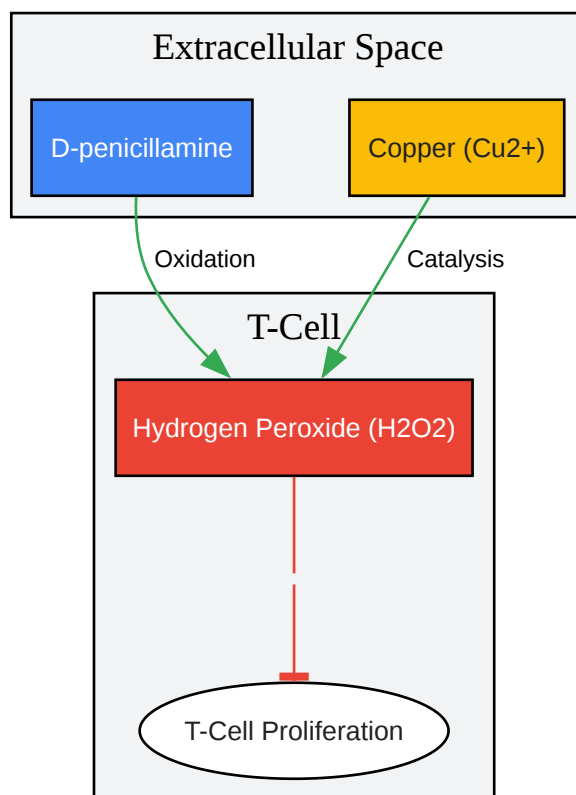 Extracellular Space
D-penicillamine
Copper (Cu2+)
Oxidation
Catalysis
T-Cell
Hydrogen Peroxide (H2O2)
T-Cell Proliferation